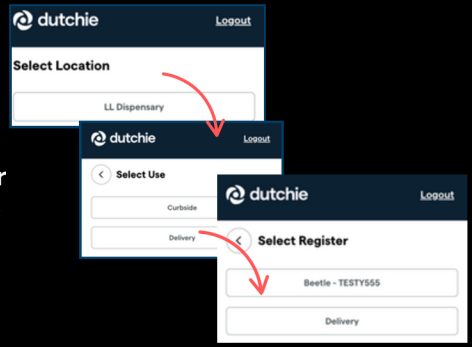 dutchie Logout
Select Location
LL Dispensary
dutchie Logout
< Select Use
Curbside
Delivery
r
dutchie Logout
< Select Register
Beetle - TESTY555
Delivery